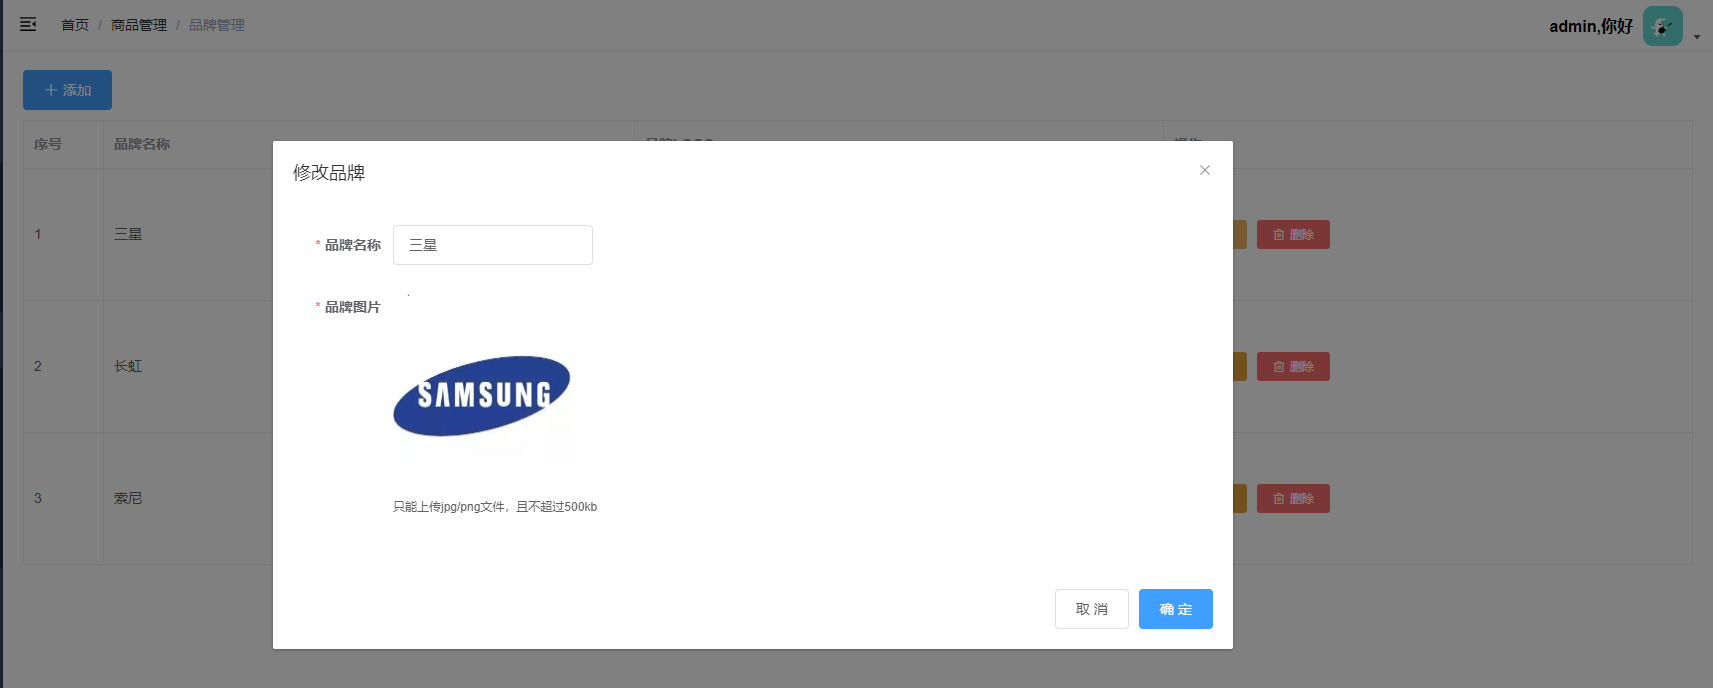 首页 / 商品管理 / 品牌管理
admin,你好
添加
序号 品牌名称 品牌LOGO 操作
修改品牌
* 品牌名称 三星
* 品牌图片
SAMSUNG
只能上传jpg/png文件，且不超过500kb
取 消 确 定
1 三星 删除
2 长虹 删除
3 索尼 删除